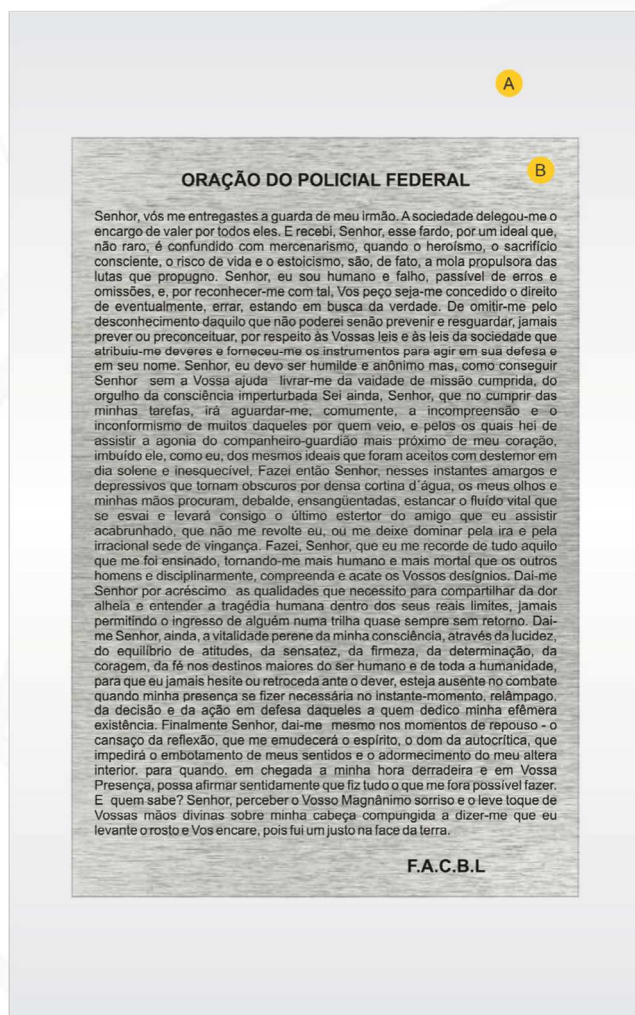 A
B
ORAÇÃO DO POLICIAL FEDERAL
Senhor, vós me entregastes a guarda de meu irmão. A sociedade delegou-me o
encargo de valer por todos eles. E recebi, Senhor, esse fardo, por um ideal que,
não raro, é confundido com mercenarismo, quando o heroísmo, o sacrifício
consciente, o risco de vida e o estoicismo, são, de fato, a mola propulsora das
lutas que propugno. Senhor, eu sou humano e falho, passível de erros e
omissões, e, por reconhecer-me com tal, Vos peço seja-me concedido o direito
de eventualmente, errar, estando em busca da verdade. De omitir-me pelo
desconhecimento daquilo que não poderei senão prevenir e resguardar, jamais
prever ou preconceituar, por respeito às Vossas leis e às leis da sociedade que
atribuiu-me deveres e forneceu-me os instrumentos para agir em sua defesa e
em seu nome. Senhor, eu devo ser humilde e anônimo mas, como conseguir
Senhor sem a Vossa ajuda livrar-me da vaidade de missão cumprida, do
orgulho da consciência imperturbada Sei ainda, Senhor, que no cumprir das
minhas tarefas, irá aguardar-me, comumente, a incompreensão e o
inconformismo de muitos daqueles por quem veio, e pelos os quais hei de
assistir a agonia do companheiro-guardião mais próximo de meu coração,
imbuído ele, como eu, dos mesmos ideais que foram aceitos com destemor em
dia solene e inesquecível, Fazei então Senhor, nesses instantes amargos e
depressivos que tornam obscuros por densa cortina d´água, os meus olhos e
minhas mãos procuram, debalde, ensangüentadas, estancar o fluído vital que
se esvai e levará consigo o último estertor do amigo que eu assistir
acabrunhado, que não me revolte eu, ou me deixe dominar pela ira e pela
irracional sede de vingança. Fazei, Senhor, que eu me recorde de tudo aquilo
que me foi ensinado, tornando-me mais humano e mais mortal que os outros
homens e disciplinarmente, compreenda e acate os Vossos desígnios. Dai-me
Senhor por acréscimo as qualidades que necessito para compartilhar da dor
alheia e entender a tragédia humana dentro dos seus reais limites, jamais
permitindo o ingresso de alguém numa trilha quase sempre sem retorno. Dai-
me Senhor, ainda, a vitalidade perene da minha consciência, através da lucidez,
do equilíbrio de atitudes, da sensatez, da firmeza, da determinação, da
coragem, da fé nos destinos maiores do ser humano e de toda a humanidade,
para que eu jamais hesite ou retroceda ante o dever, esteja ausente no combate
quando minha presença se fizer necessária no instante-momento, relâmpago,
da decisão e da ação em defesa daqueles a quem dedico minha efêmera
existência. Finalmente Senhor, dai-me mesmo nos momentos de repouso - o
cansaço da reflexão, que me emudecerá o espírito, o dom da autocrítica, que
impedirá o embotamento de meus sentidos e o adormecimento do meu altera
interior. para quando. em chegada a minha hora derradeira e em Vossa
Presença, possa afirmar sentidamente que fiz tudo o que me fora possível fazer.
E quem sabe? Senhor, perceber o Vosso Magnânimo sorriso e o leve toque de
Vossas mãos divinas sobre minha cabeça compungida a dizer-me que eu
levante o rosto e Vos encare, pois fui um justo na face da terra.
F.A.C.B.L